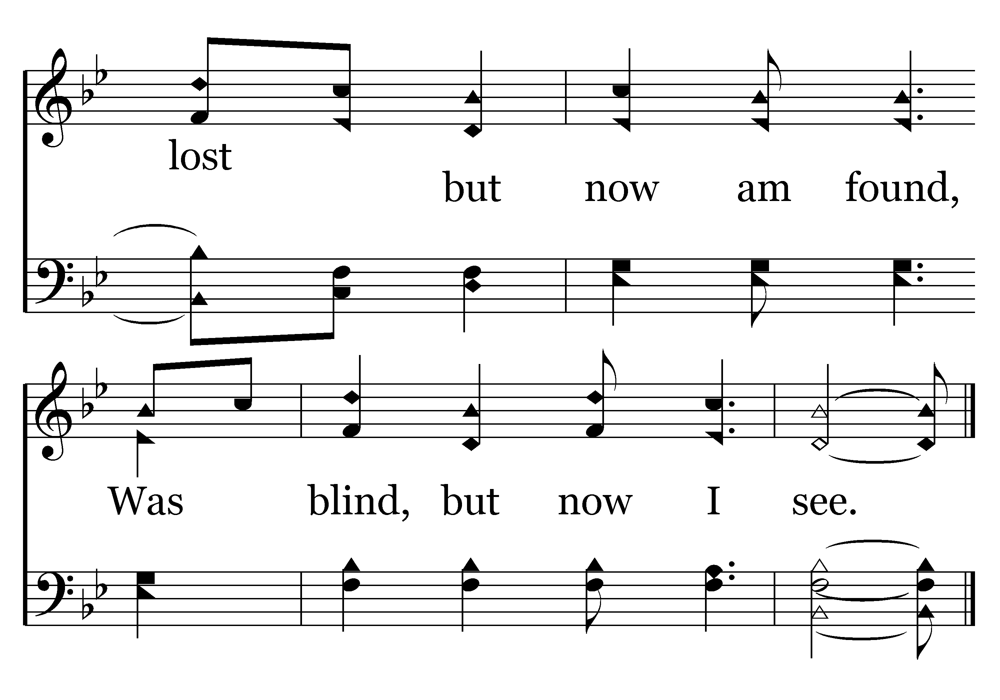 lost
but now am found,
Was blind, but now I see.